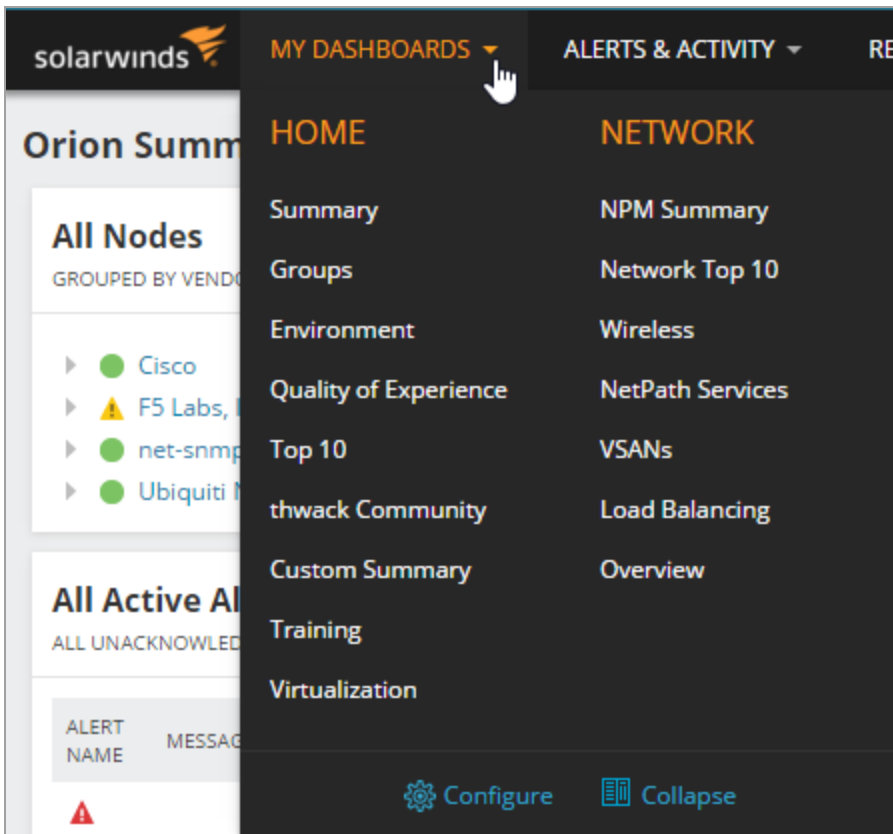 solarwinds
MY DASHBOARDS
ALERTS & ACTIVITY
RE
HOME
Summary
Groups
Environment
Quality of Experience
Top 10
thwack Community
Custom Summary
Training
Virtualization
NETWORK
NPM Summary
Network Top 10
Wireless
NetPath Services
VSANs
Load Balancing
Overview
Configure
Collapse
Orion Summ
All Nodes
GROUPED BY VENDO
Cisco
F5 Labs,
net-snmp
Ubiquiti
All Active Al
ALL UNACKNOWLED
ALERT
NAME
MESSAG